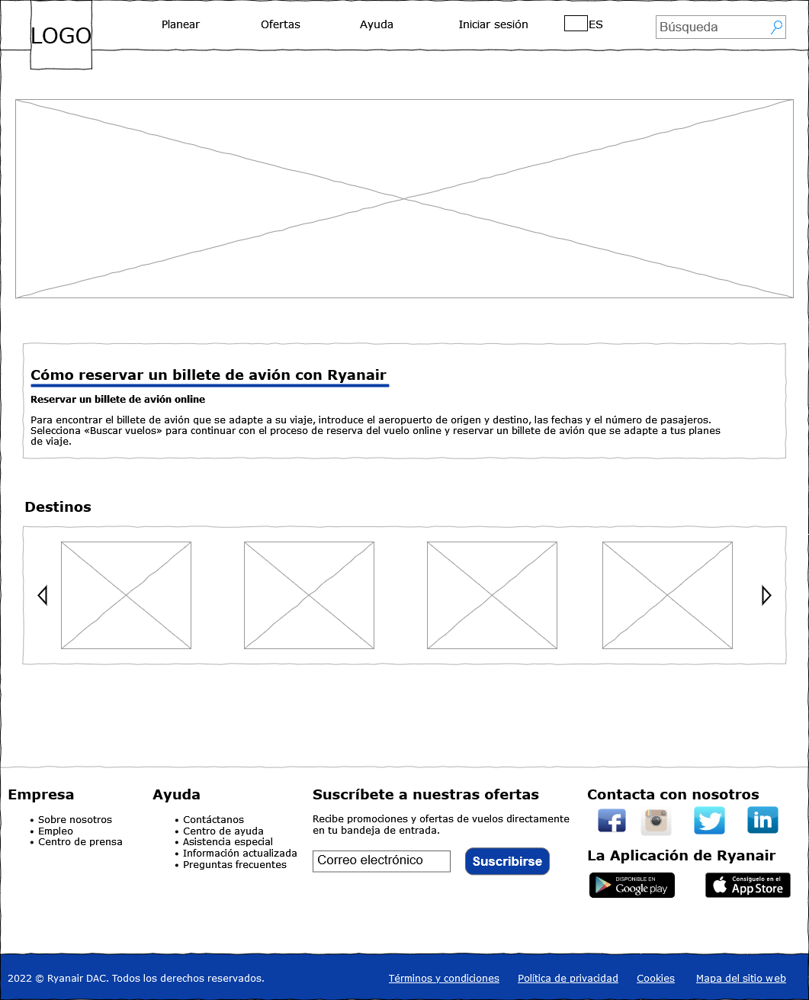 LOGO
Planear
Ofertas
Ayuda
Iniciar sesión
ES
Búsqueda
Cómo reservar un billete de avión con Ryanair
Reservar un billete de avión online
Para encontrar el billete de avión que se adapte a su viaje, introduce el aeropuerto de origen y destino, las fechas y el número de pasajeros.
Selecciona «Buscar vuelos» para continuar con el proceso de reserva del vuelo online y reservar un billete de avión que se adapte a tus planes
de viaje.
Destinos
Empresa
Sobre nosotros
Empleo
Centro de prensa
Ayuda
Contáctanos
Centro de ayuda
Asistencia especial
Información actualizada
Preguntas frecuentes
Suscríbete a nuestras ofertas
Recibe promociones y ofertas de vuelos directamente
en tu bandeja de entrada.
Correo electrónico
Suscribirse
Contacta con nosotros
f
in
La Aplicación de Ryanair
DISPONIBLE EN
Google play
Consíguelo en el
App Store
2022 © Ryanair DAC. Todos los derechos reservados.
Términos y condiciones
Política de privacidad
Cookies
Mapa del sitio web